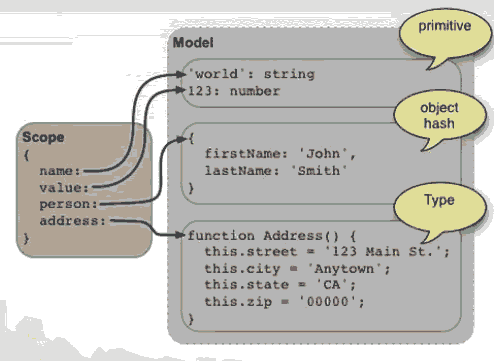 primitive
Model
'world': string
123: number
object
hash
Scope
{
name:
value:
person:
address:
}
{
firstName: 'John',
lastName: 'Smith'
}
Type
function Address() {
this.street = '123 Main St.';
this.city = 'Anytown';
this.state = 'CA';
this.zip = '00000';
}